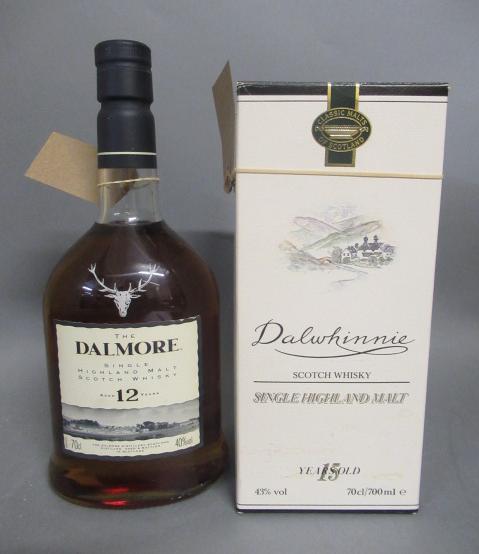 THE
DALMORE
SINGLE
HIGHLAND MALT
SCOTCH WHISKY
AGED 12 YEARS
70cl
40%vol
CLASSIC MALTS
OF SCOTLAND
Dalwhinnie
SCOTCH WHISKY
SINGLE HIGHLAND MALT
15
YEARS OLD
43% vol
70cl/700ml e